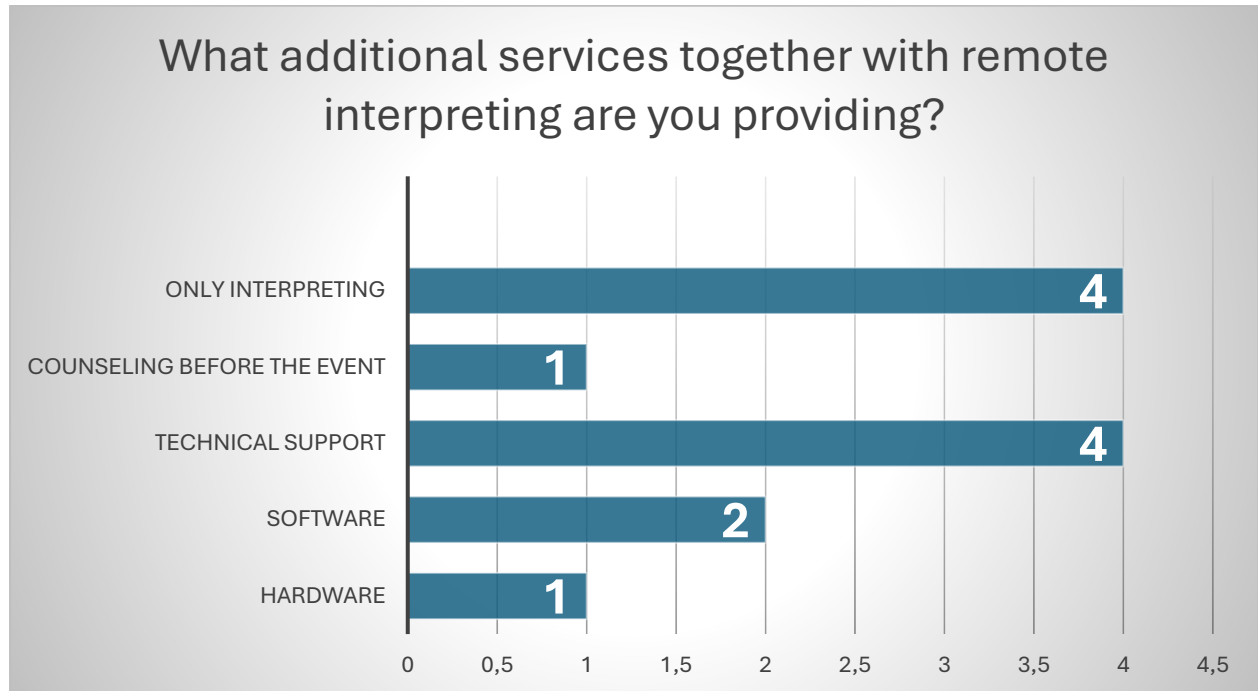 What additional services together with remote
interpreting are you providing?
ONLY INTERPRETING
4
COUNSELING BEFORE THE EVENT
1
TECHNICAL SUPPORT
4
SOFTWARE
2
HARDWARE
1
0 0,5 1 1,5 2 2,5 3 3,5 4 4,5